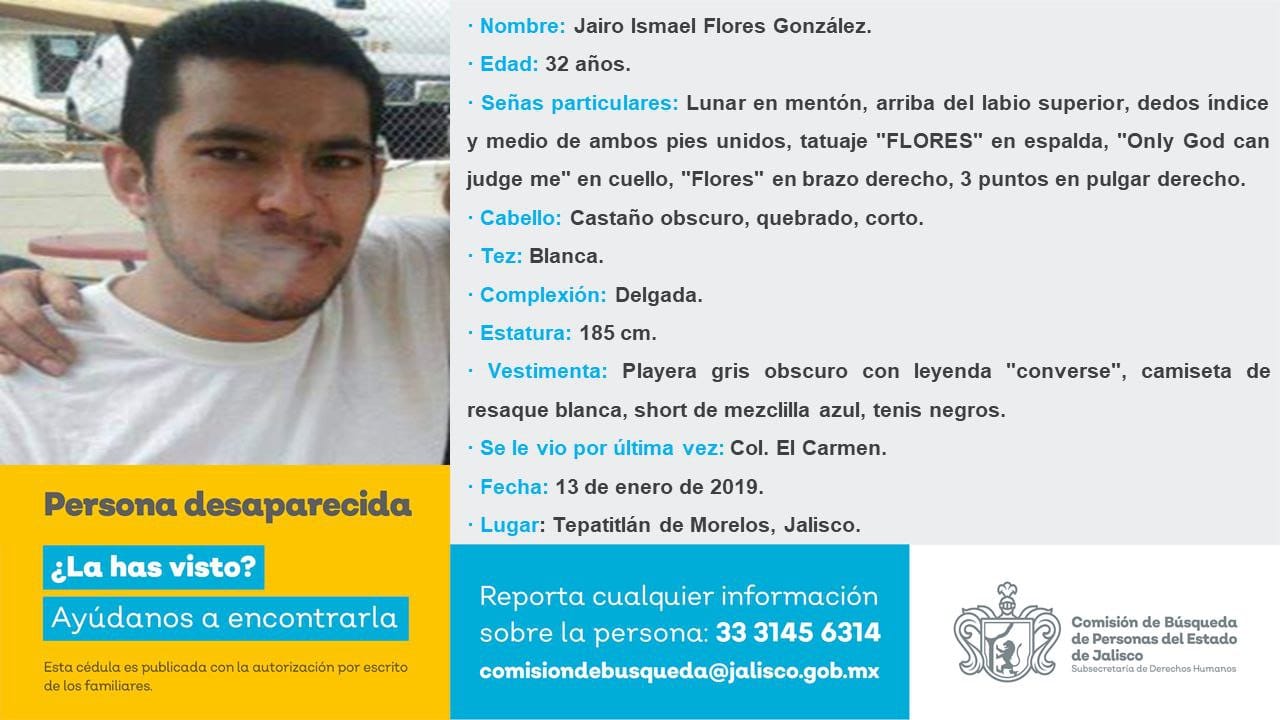 · Nombre: Jairo Ismael Flores González.
· Edad: 32 años.
· Señas particulares: Lunar en mentón, arriba del labio superior, dedos índice
y medio de ambos pies unidos, tatuaje "FLORES" en espalda, "Only God can
judge me" en cuello, "Flores" en brazo derecho, 3 puntos en pulgar derecho.
· Cabello: Castaño obscuro, quebrado, corto.
· Tez: Blanca.
· Complexión: Delgada.
· Estatura: 185 cm.
· Vestimenta: Playera gris obscuro con leyenda "converse", camiseta de
resaque blanca, short de mezclilla azul, tenis negros.
· Se le vio por última vez: Col. El Carmen.
· Fecha: 13 de enero de 2019.
· Lugar: Tepatitlán de Morelos, Jalisco.
Persona desaparecida
¿La has visto?
Ayúdanos a encontrarla
Esta cédula es publicada con la autorización por escrito
de los familiares.
Reporta cualquier información
sobre la persona: 33 3145 6314
comisiondebusqueda@jalisco.gob.mx
Comisión de Búsqueda
de Personas del Estado
de Jalisco
Subsecretaría de Derechos Humanos